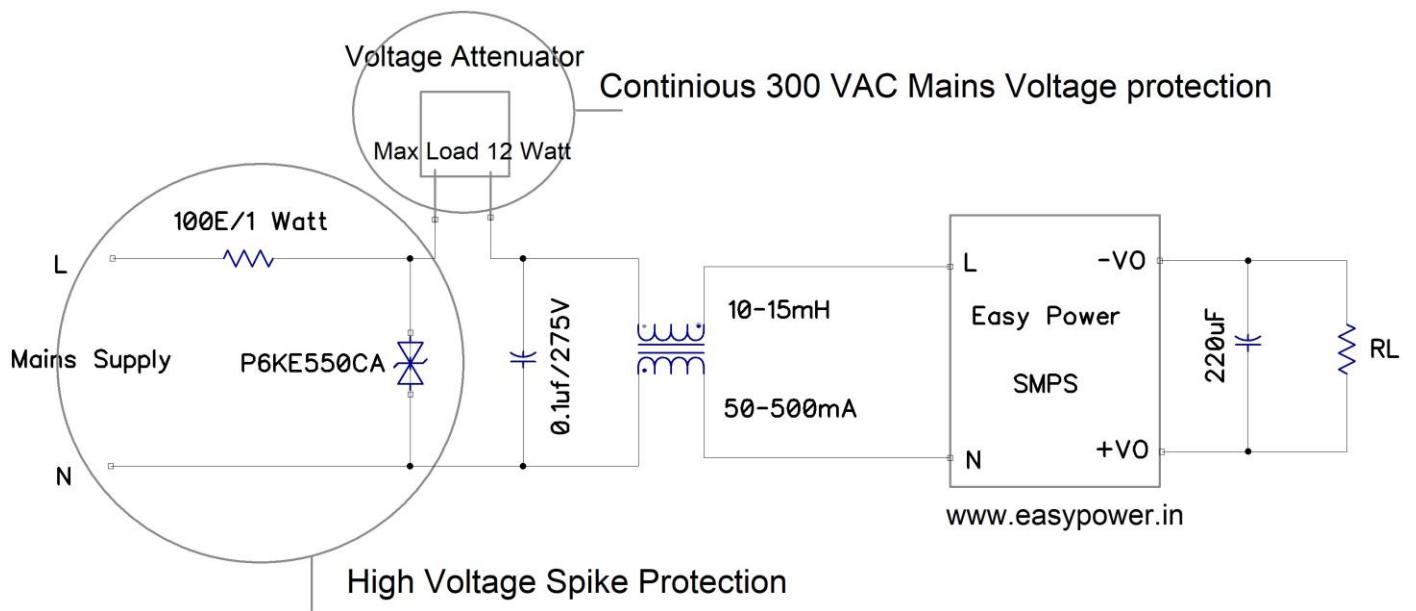 Voltage Attenuator
Continious 300 VAC Mains Voltage protection
Max Load 12 Watt
100E/1 Watt
L
Mains Supply
P6KE550CA
N
0.1uf/275V
10-15mH
50-500mA
L
-VO
Easy Power
SMPS
N
+VO
220uF
RL
www.easypower.in
High Voltage Spike Protection